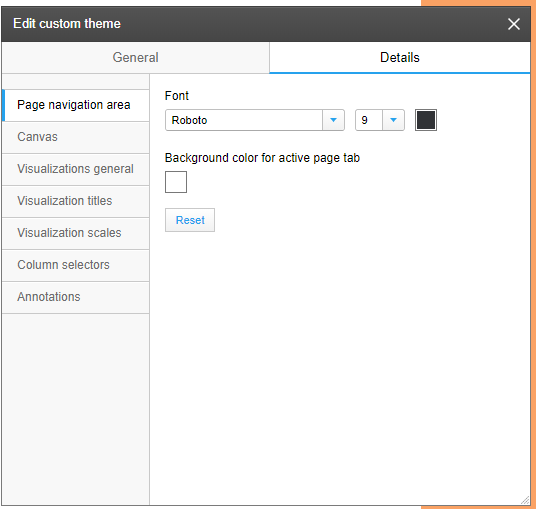 Edit custom theme
General
Details
Page navigation area
Canvas
Visualizations general
Visualization titles
Visualization scales
Column selectors
Annotations
Font
Roboto
9
Background color for active page tab
Reset